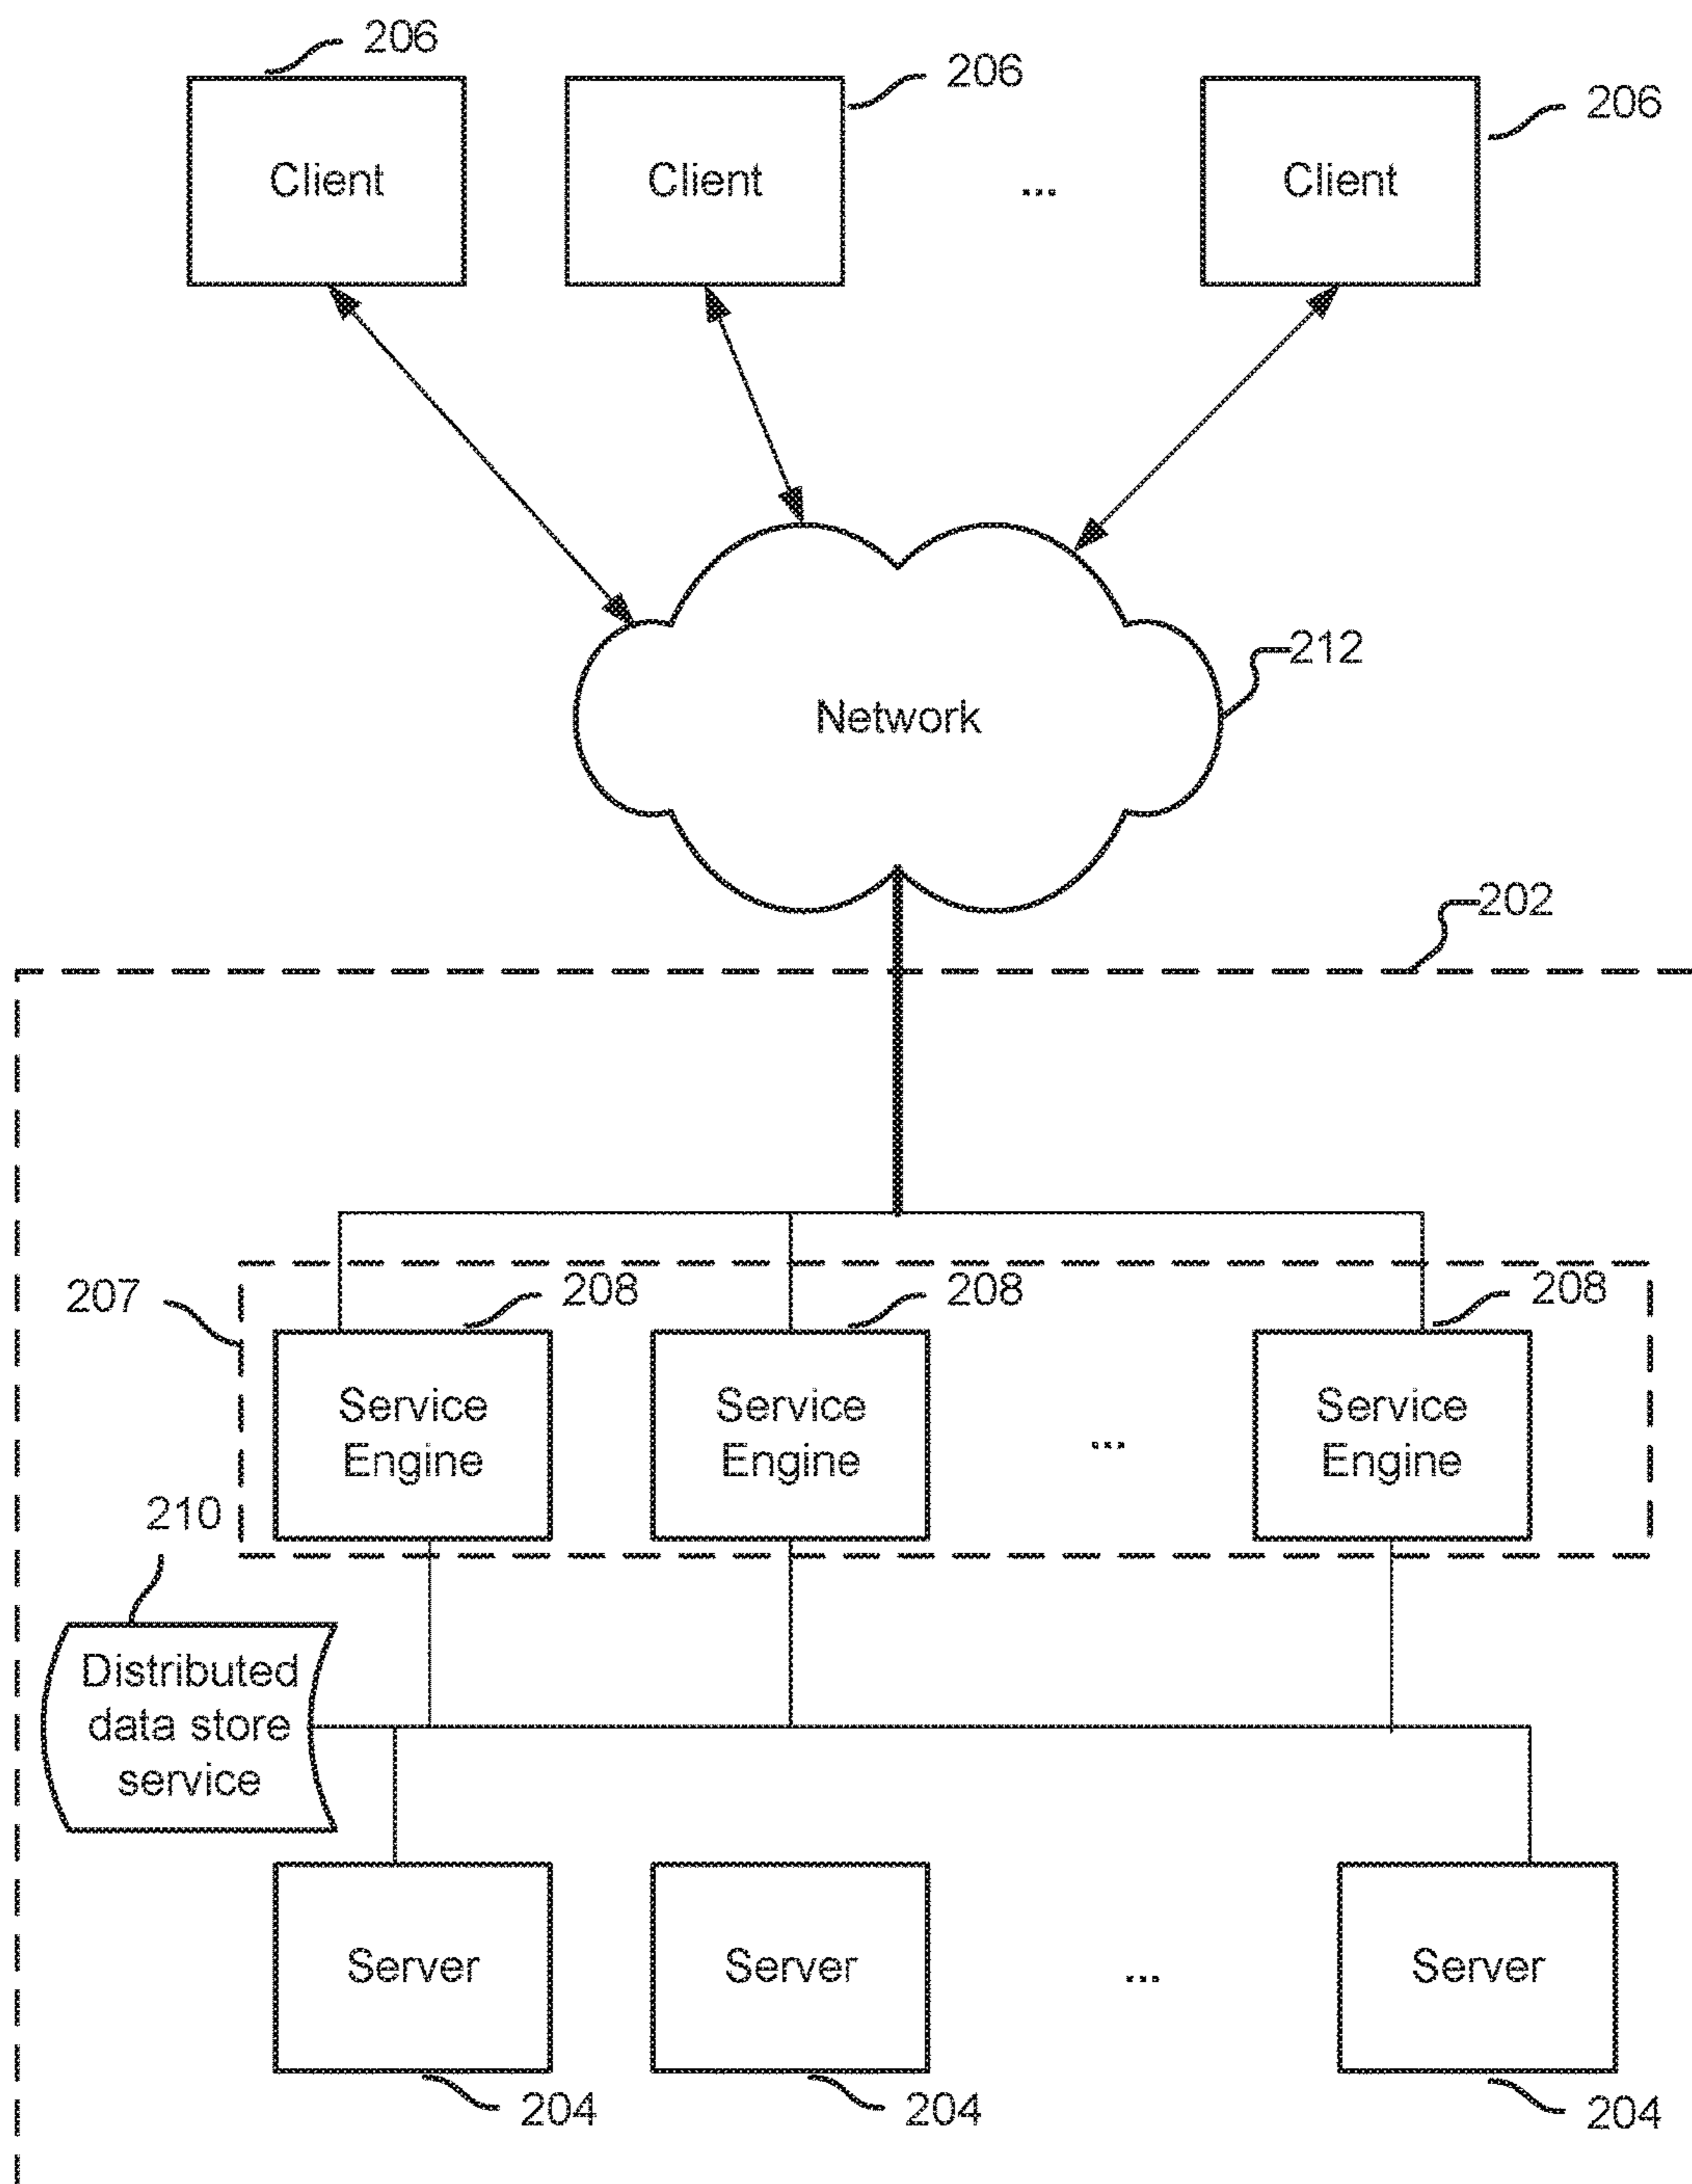 206
206
206
Client
Client
...
Client
212
Network
202
207
208
208
208
Service
Engine
Service
Engine
...
Service
Engine
210
Distributed
data store
service
Server
Server
...
Server
204
204
204